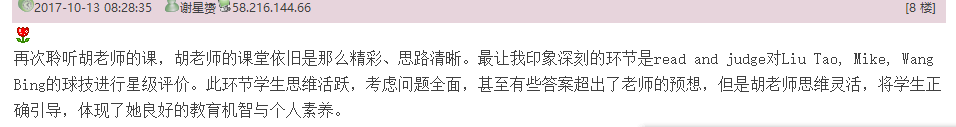 2017-10-13 08:28:35 谢星赟 58.216.144.66 [8 楼]
再次聆听胡老师的课，胡老师的课堂依旧是那么精彩、思路清晰。最让我印象深刻的环节是read and judge对Liu Tao, Mike, Wang
Bing的球技进行星级评价。此环节学生思维活跃，考虑问题全面，甚至有些答案超出了老师的预想，但是胡老师思维灵活，将学生正
确引导，体现了她良好的教育机智与个人素养。